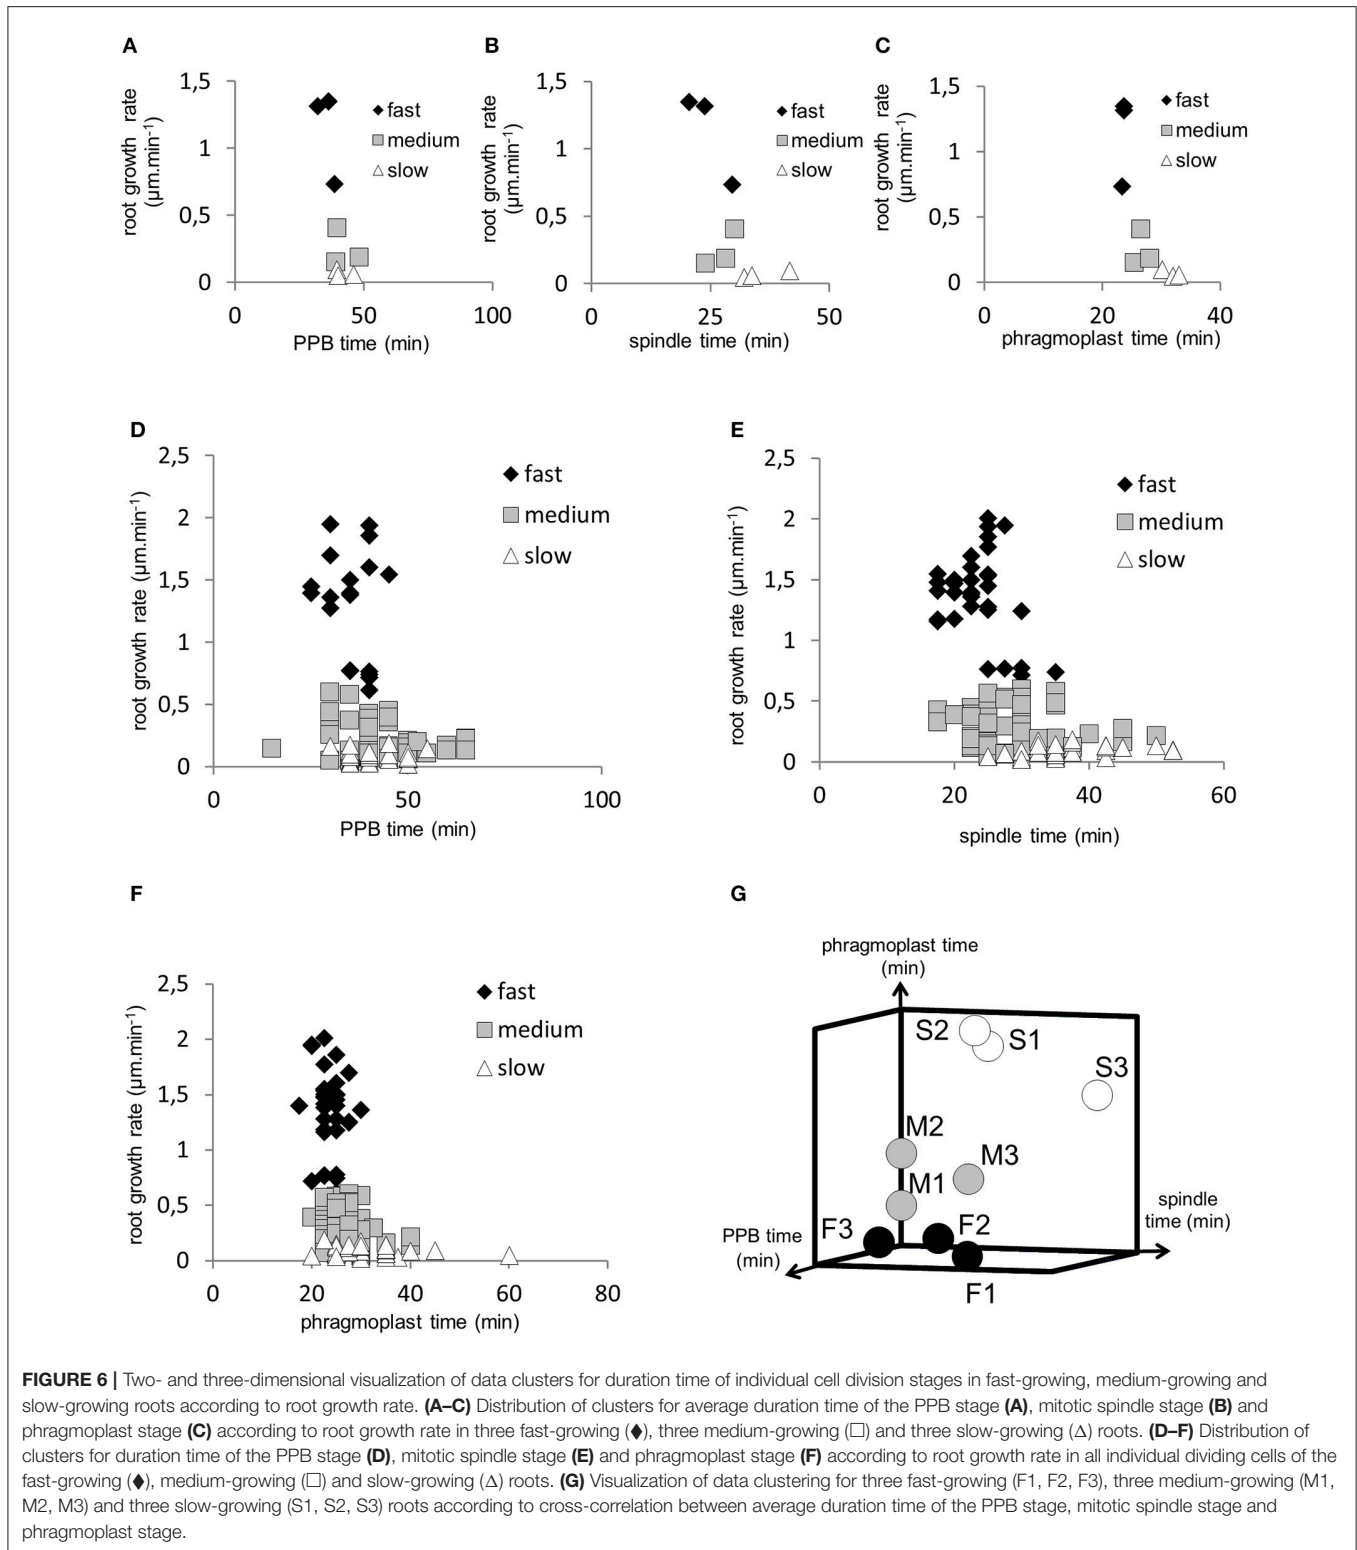 A
root growth rate
(µm.min-1)
1,5
1
0,5
0
0
50
100
PPB time (min)
fast
medium
slow
B
root growth rate
(µm.min-1)
1,5
1
0,5
0
0
25
50
spindle time (min)
fast
medium
slow
C
root growth rate
(µm.min-1)
1,5
1
0,5
0
0
20
40
phragmoplast time (min)
fast
medium
slow
D
root growth rate (µm.min-1)
2,5
2
1,5
1
0,5
0
0
50
100
PPB time (min)
fast
medium
slow
E
root growth rate (µm.min-1)
2,5
2
1,5
1
0,5
0
0
20
40
60
spindle time (min)
fast
medium
slow
F
root growth rate (µm.min-1)
2,5
2
1,5
1
0,5
0
0
20
40
60
80
phragmoplast time (min)
fast
medium
slow
G
phragmoplast time
(min)
S2
S1
S3
M2
M3
M1
F3
F2
F1
PPB time
(min)
spindle
time (min)
FIGURE 6 | Two- and three-dimensional visualization of data clusters for duration time of individual cell division stages in fast-growing, medium-growing and
slow-growing roots according to root growth rate. (A–C) Distribution of clusters for average duration time of the PPB stage (A), mitotic spindle stage (B) and
phragmoplast stage (C) according to root growth rate in three fast-growing (♦), three medium-growing (□) and three slow-growing (Δ) roots. (D–F) Distribution of
clusters for duration time of the PPB stage (D), mitotic spindle stage (E) and phragmoplast stage (F) according to root growth rate in all individual dividing cells of the
fast-growing (♦), medium-growing (□) and slow-growing (Δ) roots. (G) Visualization of data clustering for three fast-growing (F1, F2, F3), three medium-growing (M1,
M2, M3) and three slow-growing (S1, S2, S3) roots according to cross-correlation between average duration time of the PPB stage, mitotic spindle stage and
phragmoplast stage.